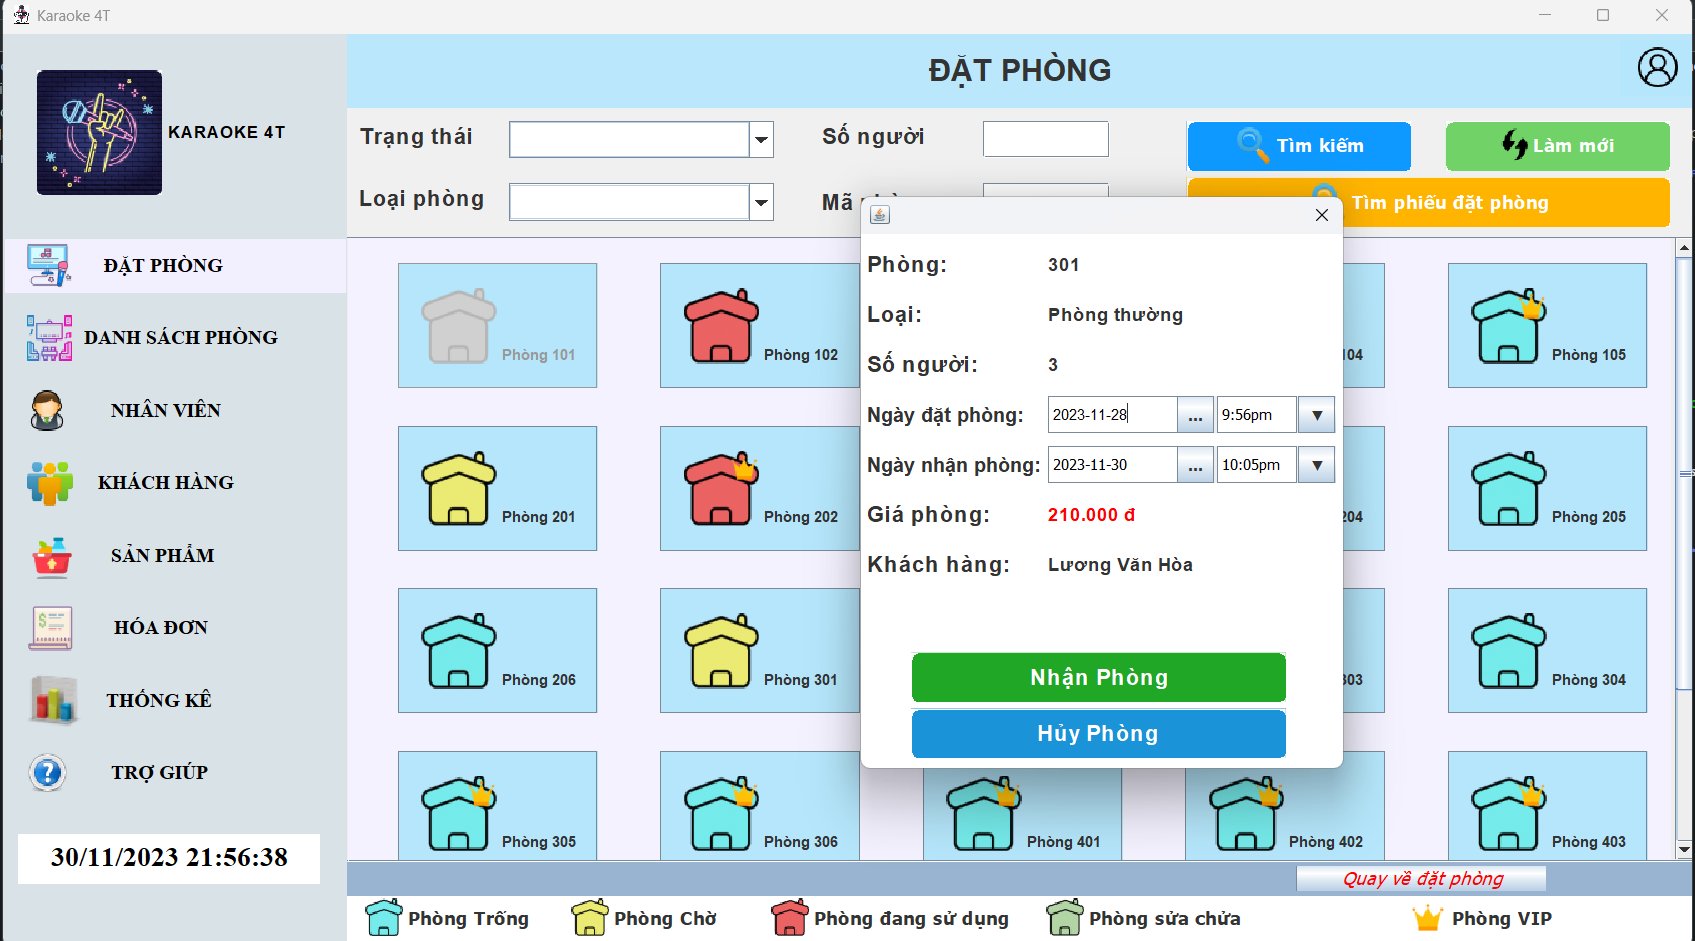 Karaoke 4T
KARAOKE 4T
ĐẶT PHÒNG
DANH SÁCH PHÒNG
NHÂN VIÊN
KHÁCH HÀNG
SẢN PHẨM
HÓA ĐƠN
THỐNG KÊ
TRỢ GIÚP
30/11/2023 21:56:38
ĐẶT PHÒNG
Trạng thái
Số người
Tìm kiếm
Làm mới
Loại phòng
Mã
Tìm phiếu đặt phòng
Phòng 101
Phòng 102
104
Phòng 105
Phòng 201
Phòng 202
204
Phòng 205
Phòng 206
Phòng 301
303
Phòng 304
Phòng 305
Phòng 306
Phòng 401
Phòng 402
Phòng 403
Phòng: 301
Loại: Phòng thường
Số người: 3
Ngày đặt phòng: 2023-11-28 ... 9:56pm
Ngày nhận phòng: 2023-11-30 ... 10:05pm
Giá phòng: 210.000 đ
Khách hàng: Lương Văn Hòa
Nhận Phòng
Hủy Phòng
Quay về đặt phòng
Phòng Trống
Phòng Chờ
Phòng đang sử dụng
Phòng sửa chửa
Phòng VIP